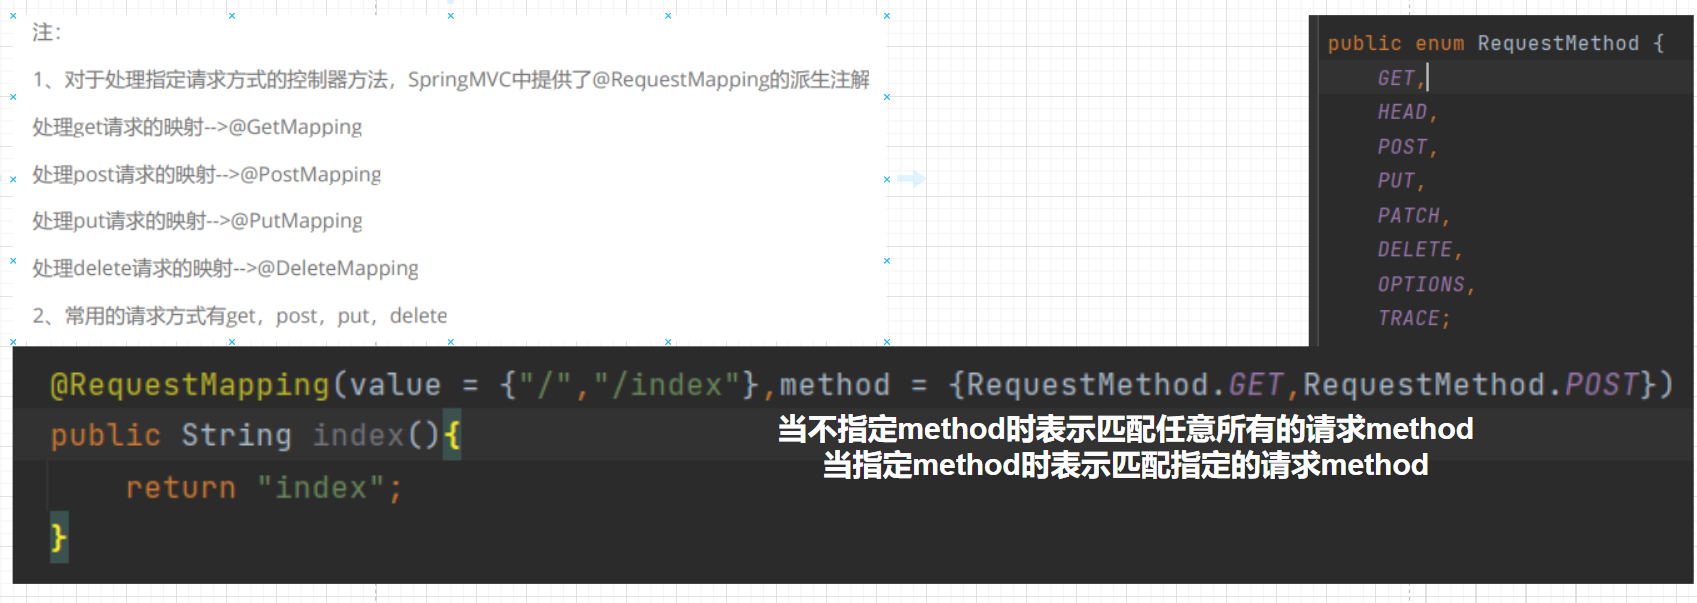 注：
1、对于处理指定请求方式的控制器方法，SpringMVC中提供了@RequestMapping的派生注解
处理get请求的映射-->@GetMapping
处理post请求的映射-->@PostMapping
处理put请求的映射-->@PutMapping
处理delete请求的映射-->@DeleteMapping
2、常用的请求方式有get，post，put，delete
public enum RequestMethod {
GET,
HEAD,
POST,
PUT,
PATCH,
DELETE,
OPTIONS,
TRACE;
@RequestMapping(value = {"/","/index"},method = {RequestMethod.GET,RequestMethod.POST})
public String index(){
当不指定method时表示匹配任意所有的请求method
当指定method时表示匹配指定的请求method
return "index";
}